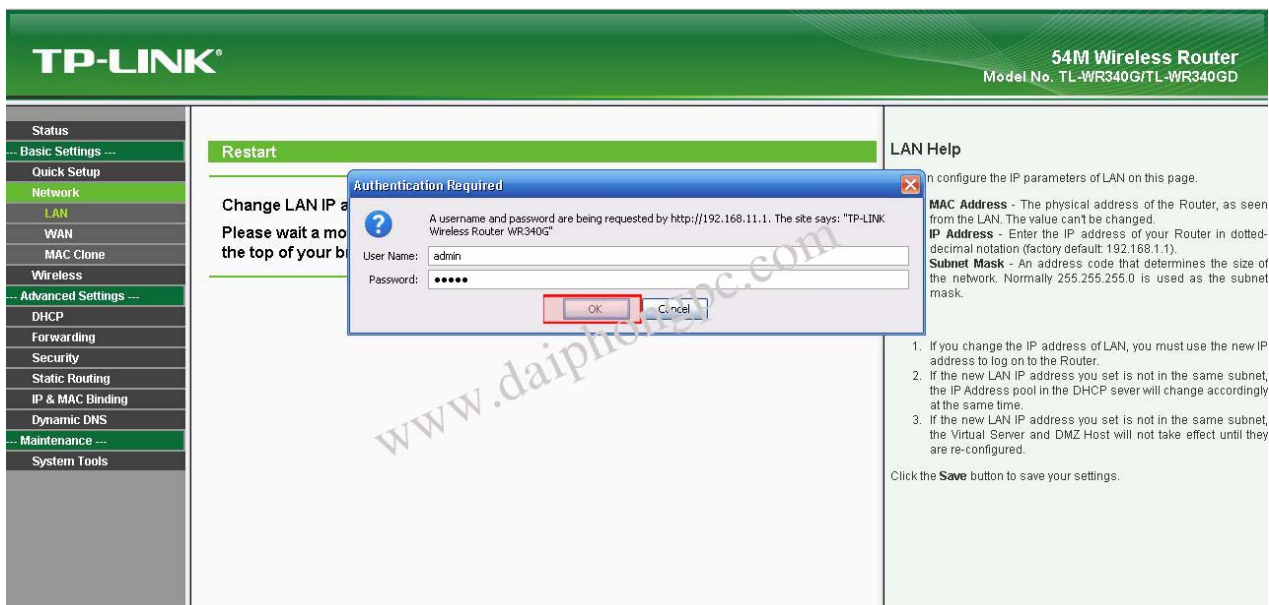 TP-LINK®
54M Wireless Router
Model No. TL-WR340G/TL-WR340GD
Status
--- Basic Settings ---
Quick Setup
Network
LAN
WAN
MAC Clone
Wireless
--- Advanced Settings ---
DHCP
Forwarding
Security
Static Routing
IP & MAC Binding
Dynamic DNS
--- Maintenance ---
System Tools
Restart
Change LAN IP a
Please wait a mo
the top of your b
Authentication Required
A username and password are being requested by http://192.168.11.1. The site says: "TP-LINK
Wireless Router WR340G"
User Name: admin
Password: •••••
OK Cancel
www.daiphongpc.com
LAN Help
n configure the IP parameters of LAN on this page.
MAC Address - The physical address of the Router, as seen
from the LAN. The value can't be changed.
IP Address - Enter the IP address of your Router in dotted-
decimal notation (factory default: 192.168.1.1).
Subnet Mask - An address code that determines the size of
the network. Normally 255.255.255.0 is used as the subnet
mask.
1. If you change the IP address of LAN, you must use the new IP
address to log on to the Router.
2. If the new LAN IP address you set is not in the same subnet,
the IP Address pool in the DHCP sever will change accordingly
at the same time.
3. If the new LAN IP address you set is not in the same subnet,
the Virtual Server and DMZ Host will not take effect until they
are re-configured.
Click the Save button to save your settings.